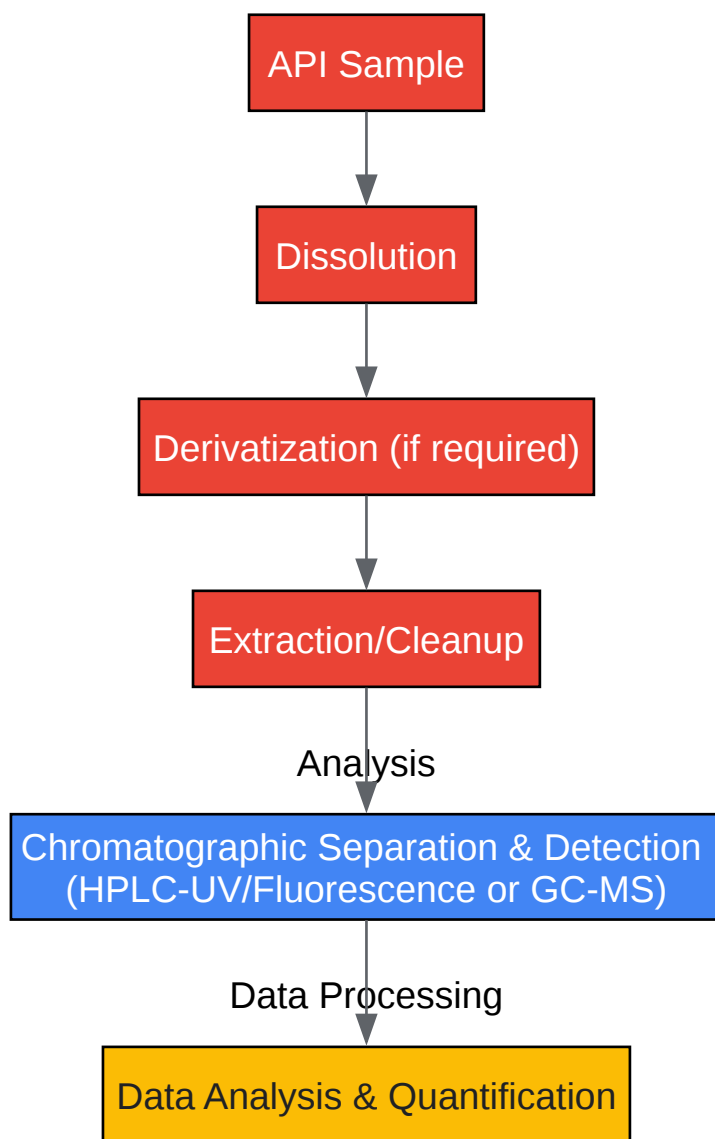 API Sample
Dissolution
Derivatization (if required)
Extraction/Cleanup
Analysis
Chromatographic Separation & Detection
(HPLC-UV/Fluorescence or GC-MS)
Data Processing
Data Analysis & Quantification